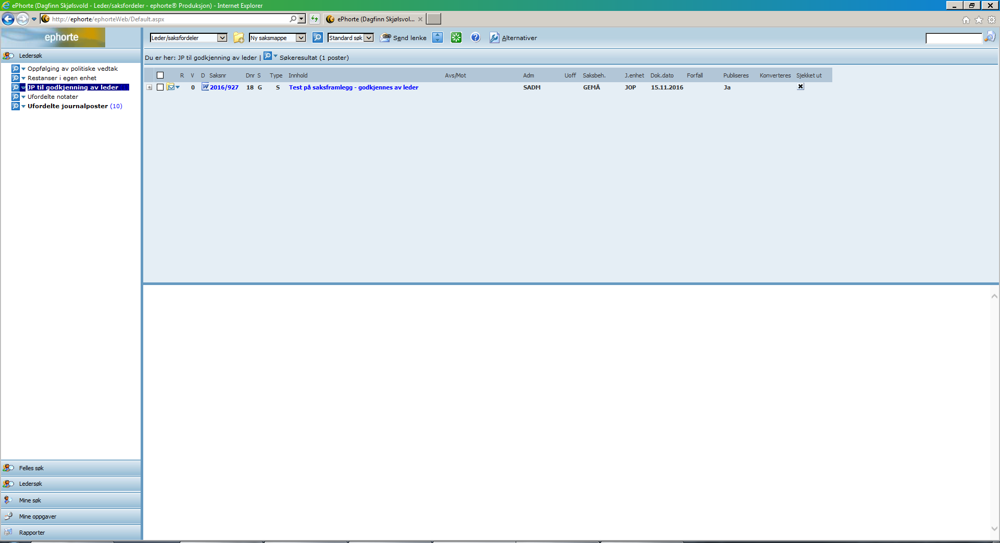 ePhorte (Dagfinn Skjølsvold - Leder/saksfordeler - ephorte® Produksjon) - Internet Explorer
http://ephorte/ephorteWeb/Default.aspx
ePhorte (Dagfinn Skjølsvol...
ephorte
Leder/saksfordeler
Ny saksmappe
Standard søk
Send lenke
Alternativer
Ledersøk
Du er her: JP til godkjenning av leder | Søkeresultat (1 poster)
Oppfølging av politiske vedtak
Restanser i egen enhet
JP til godkjenning av leder
Ufordelte notater
Ufordelte journalposter (10)
R V D Saksnr Dnr S Type Innhold Avs/Mot Adm Uoff Saksbeh. J.enhet Dok.dato Forfall Publiseres Konverteres Sjekket ut
0 2016/927 18 G S Test på saksframlegg - godkjennes av leder SADM GEMÅ JOP 15.11.2016 Ja
Felles søk
Ledersøk
Mine søk
Mine oppgaver
Rapporter